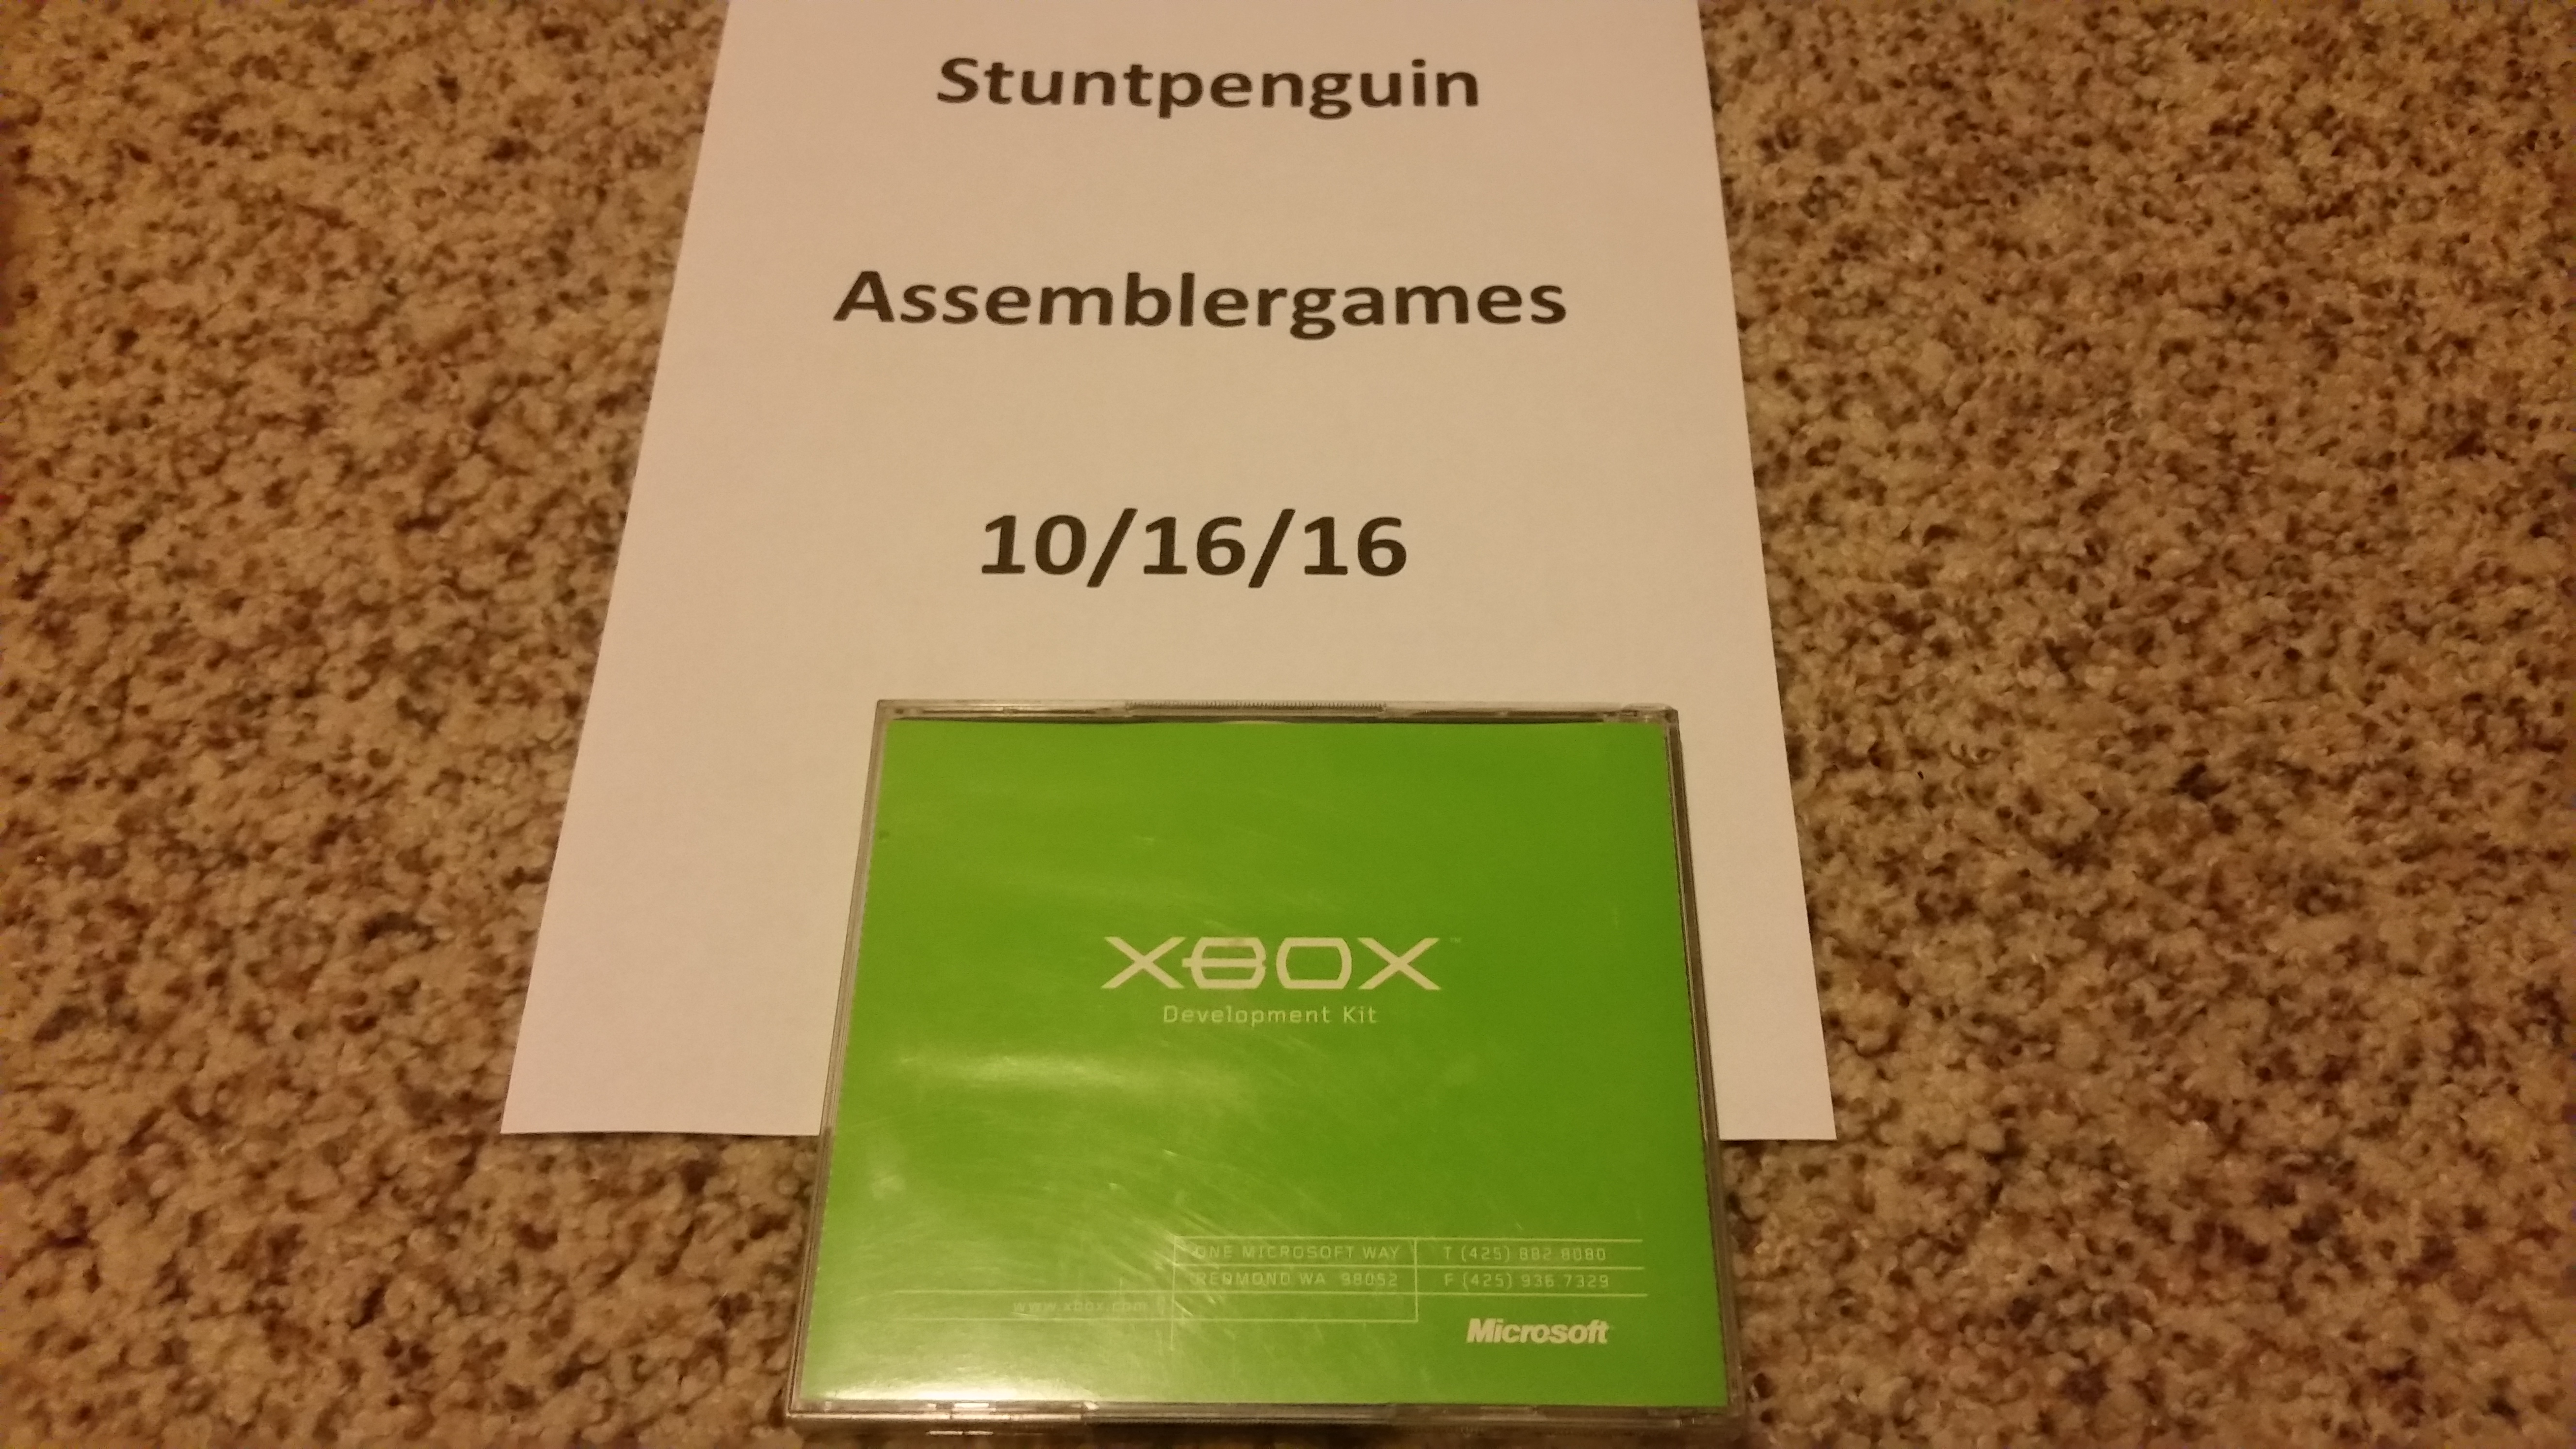 Stuntpenguin
Assemblergames
10/16/16
XBOX™
Development Kit
ONE MICROSOFT WAY T (425) 882 8080
REDMOND WA 98052 F (425) 936 7329
www.xbox.com
Microsoft